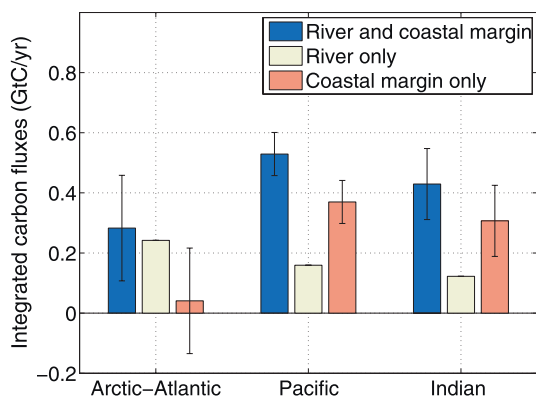 River and coastal margin
River only
Coastal margin only
Integrated carbon fluxes (GtC/yr)
0.8
0.6
0.4
0.2
0
−0.2
Arctic−Atlantic Pacific Indian